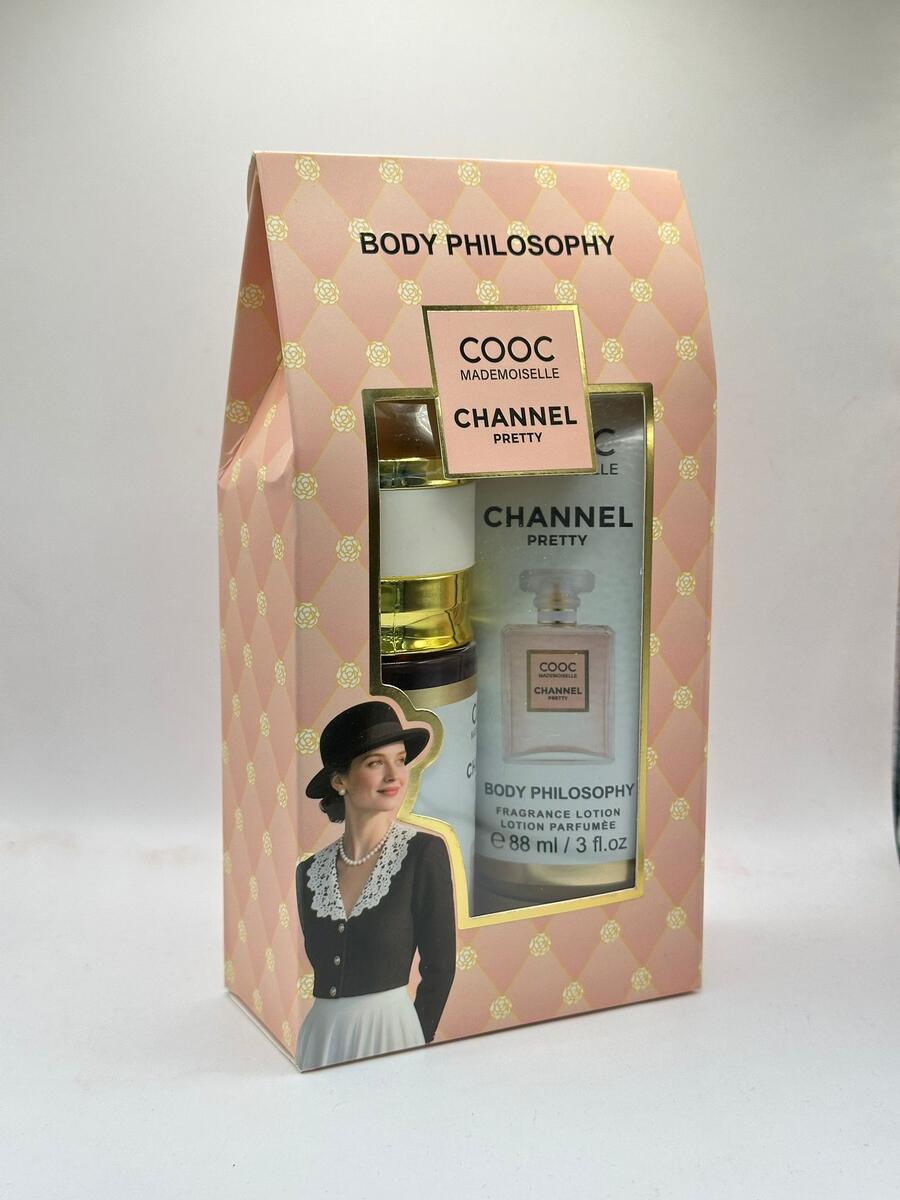 BODY PHILOSOPHY
COOC
MADEMOISELLE
CHANNEL
PRETTY
CHANNEL
PRETTY
COOC
MADEMOISELLE
CHANNEL
PRETTY
BODY PHILOSOPHY
FRAGRANCE LOTION
LOTION PARFUMÈE
e 88 ml / 3 fl.oz